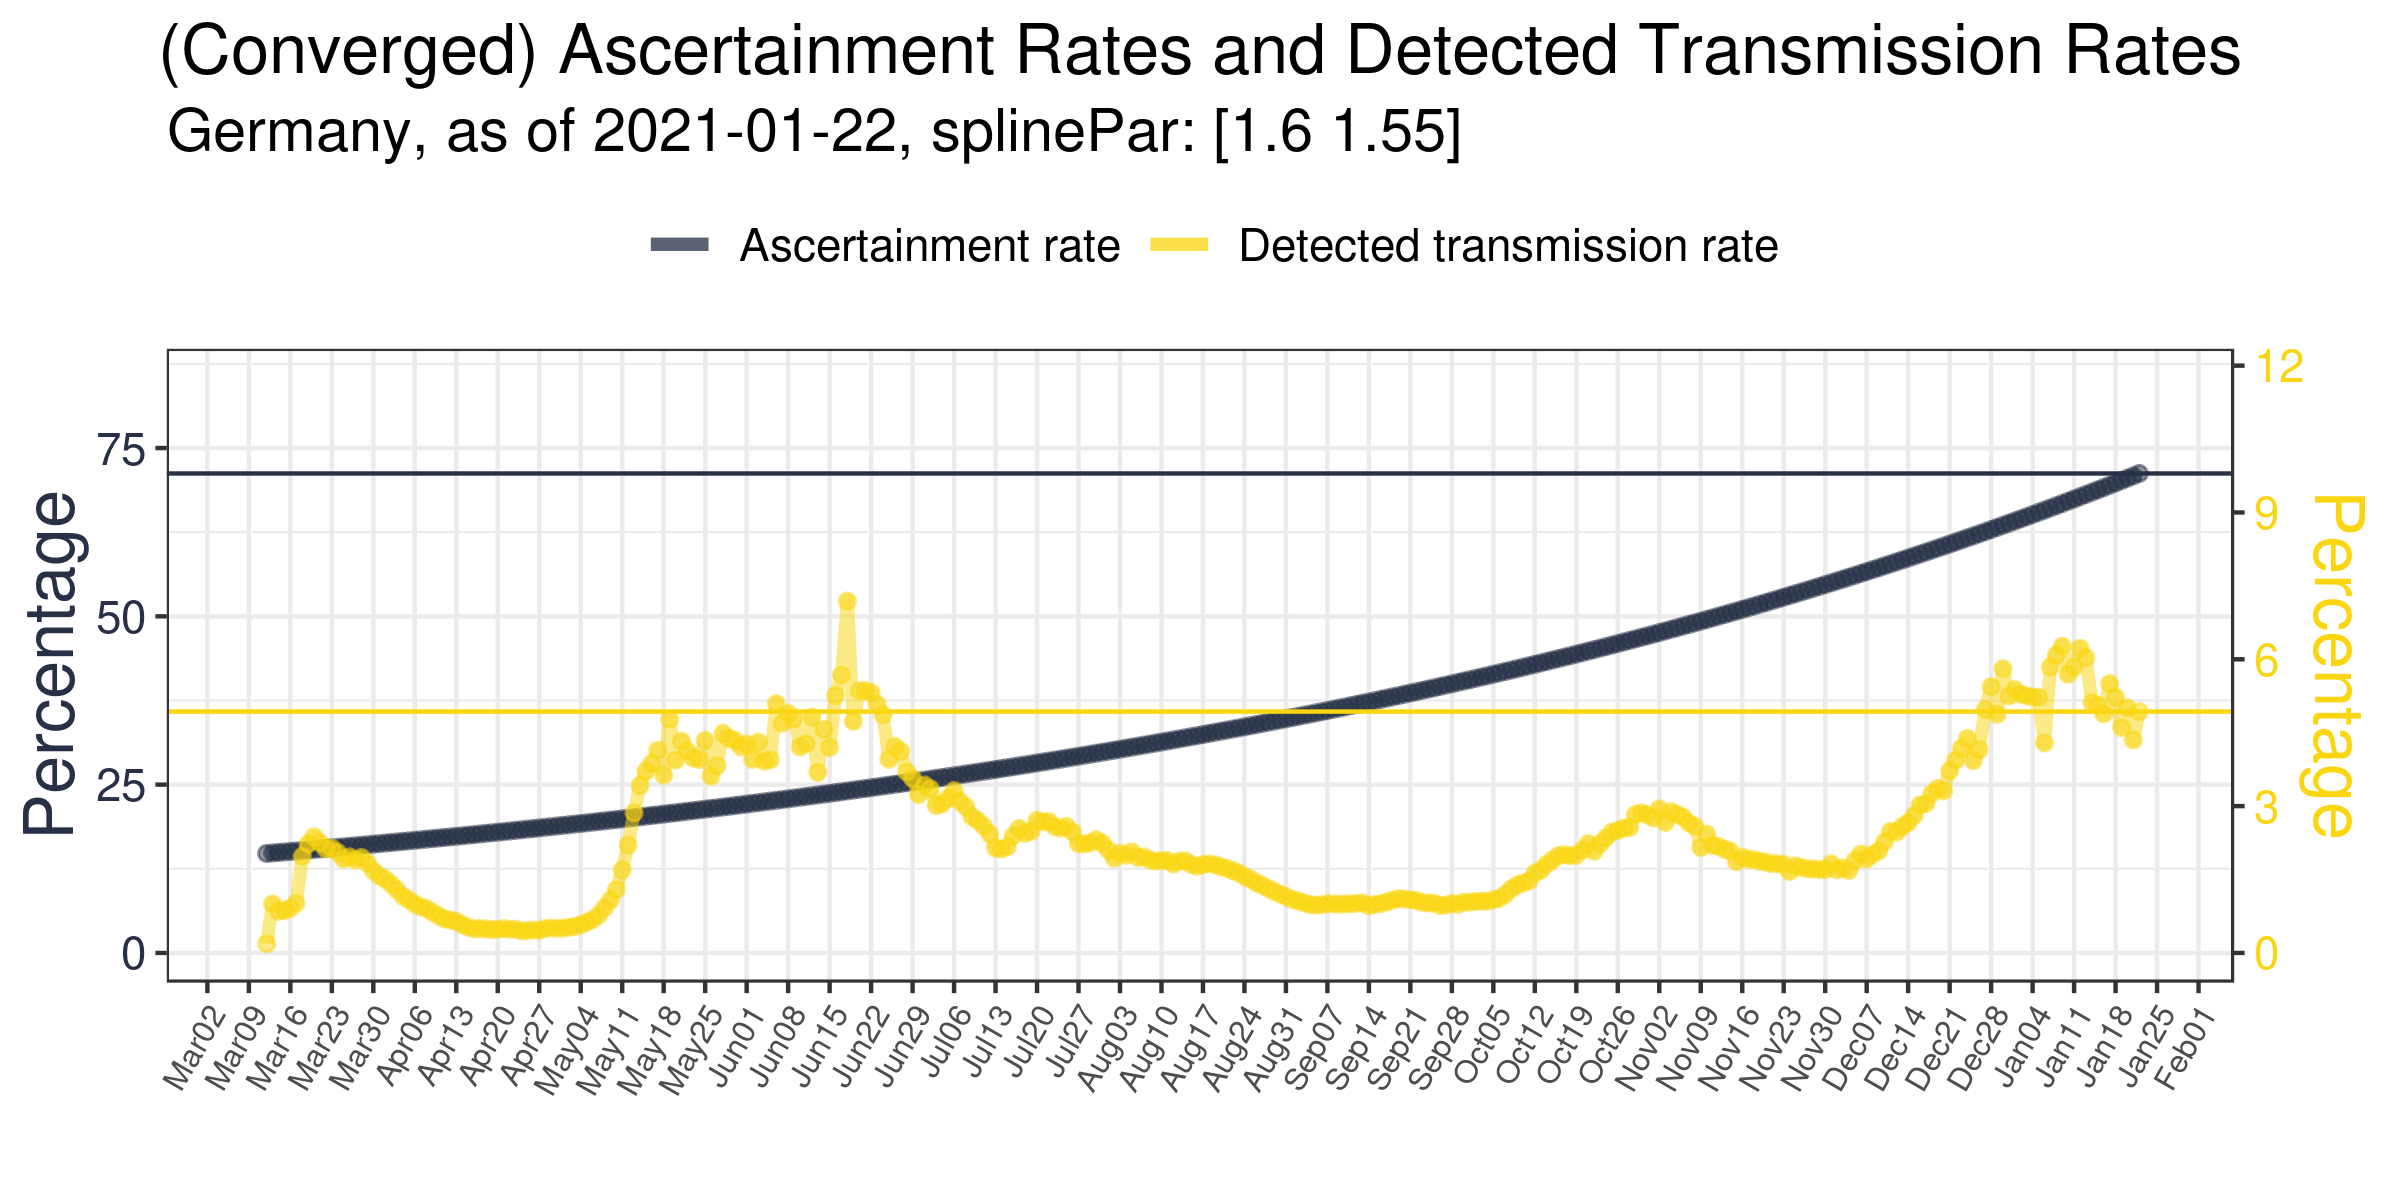 (Converged) Ascertainment Rates and Detected Transmission Rates
Germany, as of 2021-01-22, splinePar: [1.6 1.55]
Ascertainment rate Detected transmission rate
Percentage
75
50
25
0
12
9
6
3
0
Percentage
Mar02 Mar09 Mar16 Mar23 Mar30 Apr06 Apr13 Apr20 Apr27 May04 May11 May18 May25 Jun01 Jun08 Jun15 Jun22 Jun29 Jul06 Jul13 Jul20 Jul27 Aug03 Aug10 Aug17 Aug24 Aug31 Sep07 Sep14 Sep21 Sep28 Oct05 Oct12 Oct19 Oct26 Nov02 Nov09 Nov16 Nov23 Nov30 Dec07 Dec14 Dec21 Dec28 Jan04 Jan11 Jan18 Jan25 Feb01